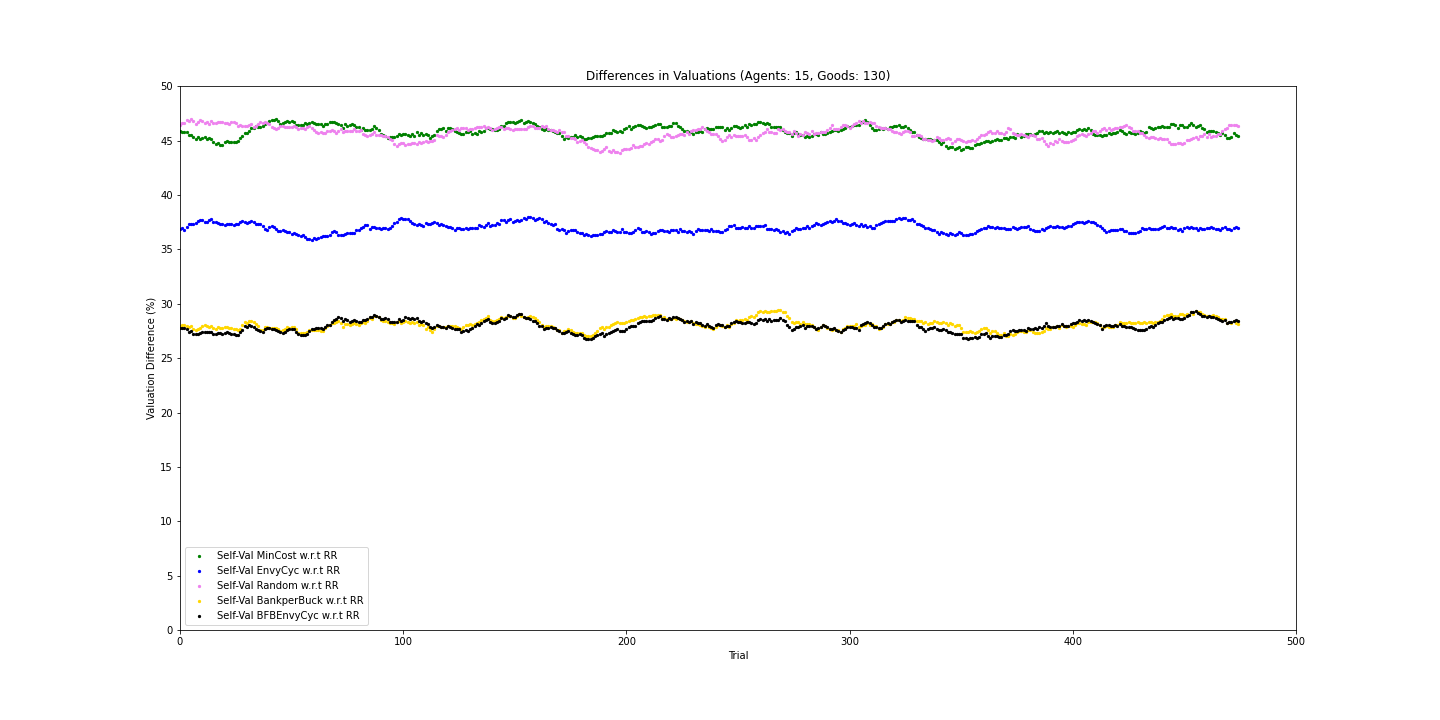 Differences in Valuations (Agents: 15, Goods: 130)
50
45
40
35
30
25
20
15
10
5
0
Valuation Difference (%)
Self-Val MinCost w.r.t RR
Self-Val EnvyCyc w.r.t RR
Self-Val Random w.r.t RR
Self-Val BankperBuck w.r.t RR
Self-Val BFBEnvyCyc w.r.t RR
0 100 200 300 400 500
Trial